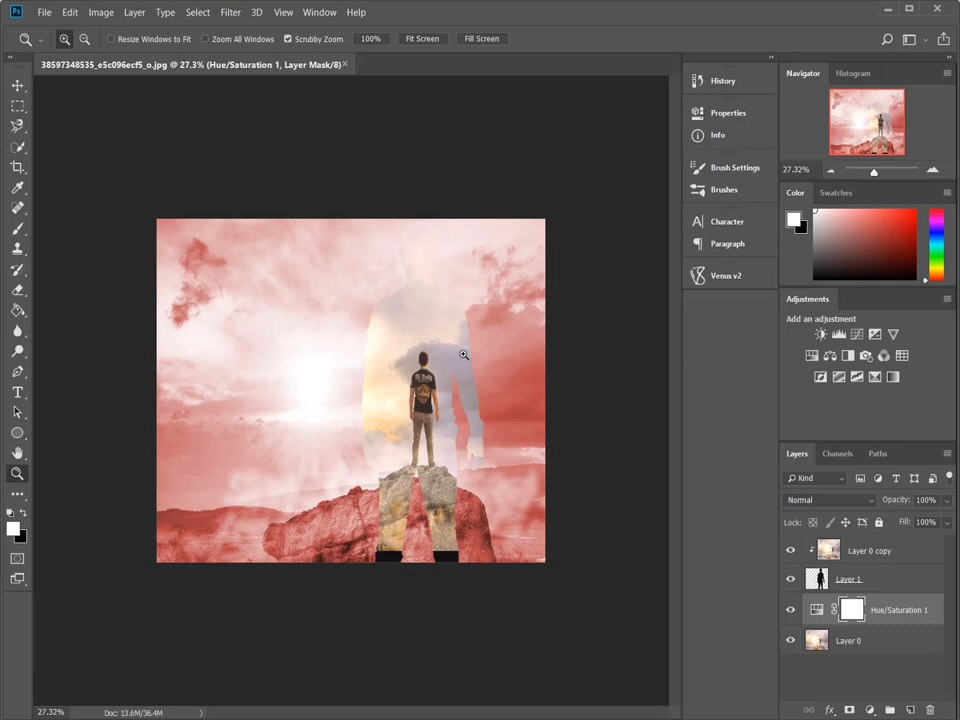 Ps File Edit Image Layer Type Select Filter 3D View Window Help
Resize Windows to Fit Zoom All Windows Scrubby Zoom 100% Fit Screen Fill Screen
38597348535_e5c096ecf5_o.jpg @ 27.3% (Hue/Saturation 1, Layer Mask/8)
History
Properties
Info
Brush Settings
Brushes
Character
Paragraph
Venus v2
Navigator Histogram
27.32%
Color Swatches
Adjustments
Add an adjustment
Layers Channels Paths
Kind
Normal Opacity: 100%
Lock: Fill: 100%
Layer 0 copy
Layer 1
Hue/Saturation 1
Layer 0
27.32% Doc: 13.6M/36.4M